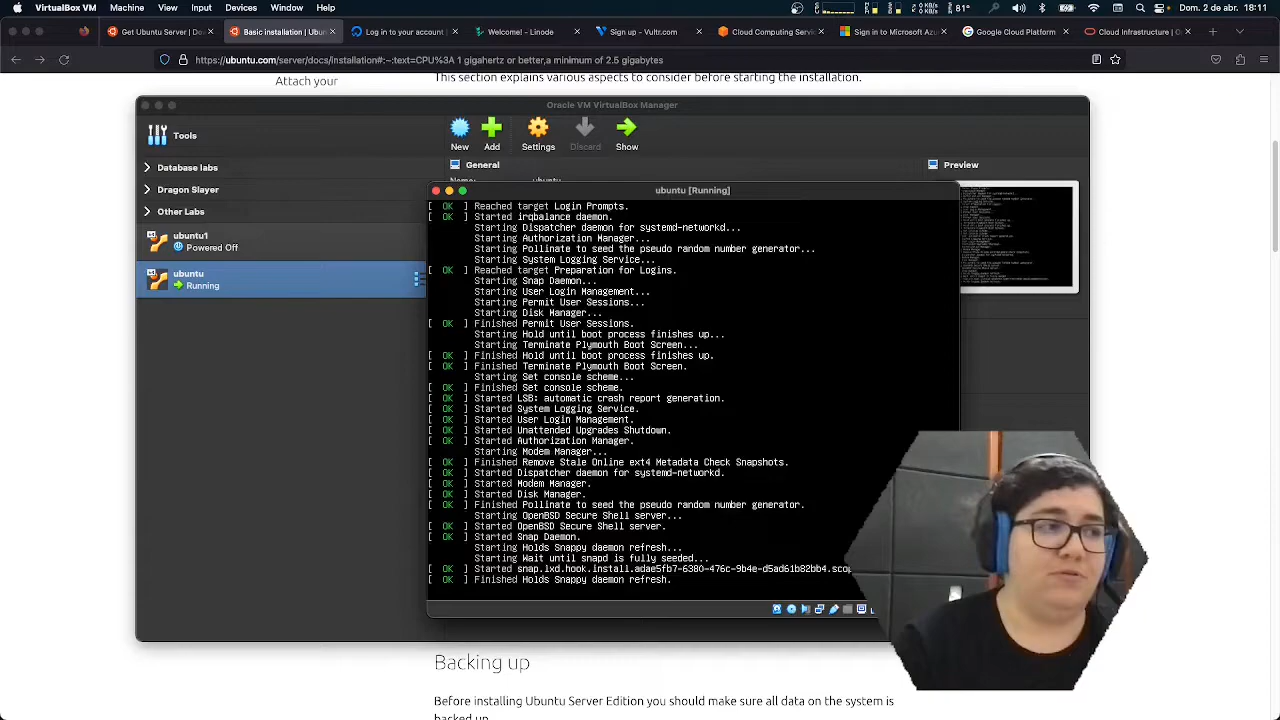 VirtualBox VM Machine View Input Devices Window Help
81° Dom. 2 de abr. 18:11
Get Ubuntu Server | De Basic installation | Ubun Log in to your account Welcome! - Linode Sign up - Vultr.com Cloud Computing Servic Sign in to Microsoft Az Google Cloud Platform Cloud Infrastructure | O
https://ubuntu.com/server/docs/installation#:~:text=CPU%3A 1 gigahertz or better,a minimum of 2.5 gigabytes
This section explains various aspects to consider before starting the installation.
Attach your
Oracle VM VirtualBox Manager
Tools
New Add Settings Discard Show
Database labs
Dragon Slayer
Other Labs
Powered Off
ubuntu
General
Preview
Name: ubuntu
ubuntu [Running]
[ OK ] Reached target Login Prompts.
[ OK ] Started irqbalance daemon.
Starting Authorization Manager...
Starting Pollinate to seed the pseudo random number generator...
Starting System Logging Service...
Starting Snap Daemon...
Starting User Login Management...
Starting Permit User Sessions...
Starting Disk Manager...
[ OK ] Finished Permit User Sessions.
Starting Hold until boot process finishes up...
Starting Terminate Plymouth Boot Screen...
[ OK ] Finished Hold until boot process finishes up.
[ OK ] Finished Terminate Plymouth Boot Screen.
Starting Set console scheme...
[ OK ] Finished Set console scheme.
[ OK ] Started LSB: automatic crash report generation.
[ OK ] Started System Logging Service.
[ OK ] Started User Login Management.
[ OK ] Started Unattended Upgrades Shutdown.
[ OK ] Started Authorization Manager.
Starting Modem Manager...
[ OK ] Finished Remove Stale Online ext4 Metadata Check Snapshots.
[ OK ] Started Dispatcher daemon for systemd-networkd.
[ OK ] Started Modem Manager.
[ OK ] Started Disk Manager.
[ OK ] Finished Pollinate to seed the pseudo random number generator.
Starting OpenBSD Secure Shell server...
[ OK ] Started OpenBSD Secure Shell server.
[ OK ] Started Snap Daemon.
Starting Holds Snappy daemon refresh...
Starting Wait until snapd is fully seeded...
[ OK ] Started snap.lxd.hook.install.adae5fb7-6380-476c-9b4e-d5ad61b82bb4.scop
[ OK ] Finished Holds Snappy daemon refresh.
Backing up
Before installing Ubuntu Server Edition you should make sure all data on the system is
backed up